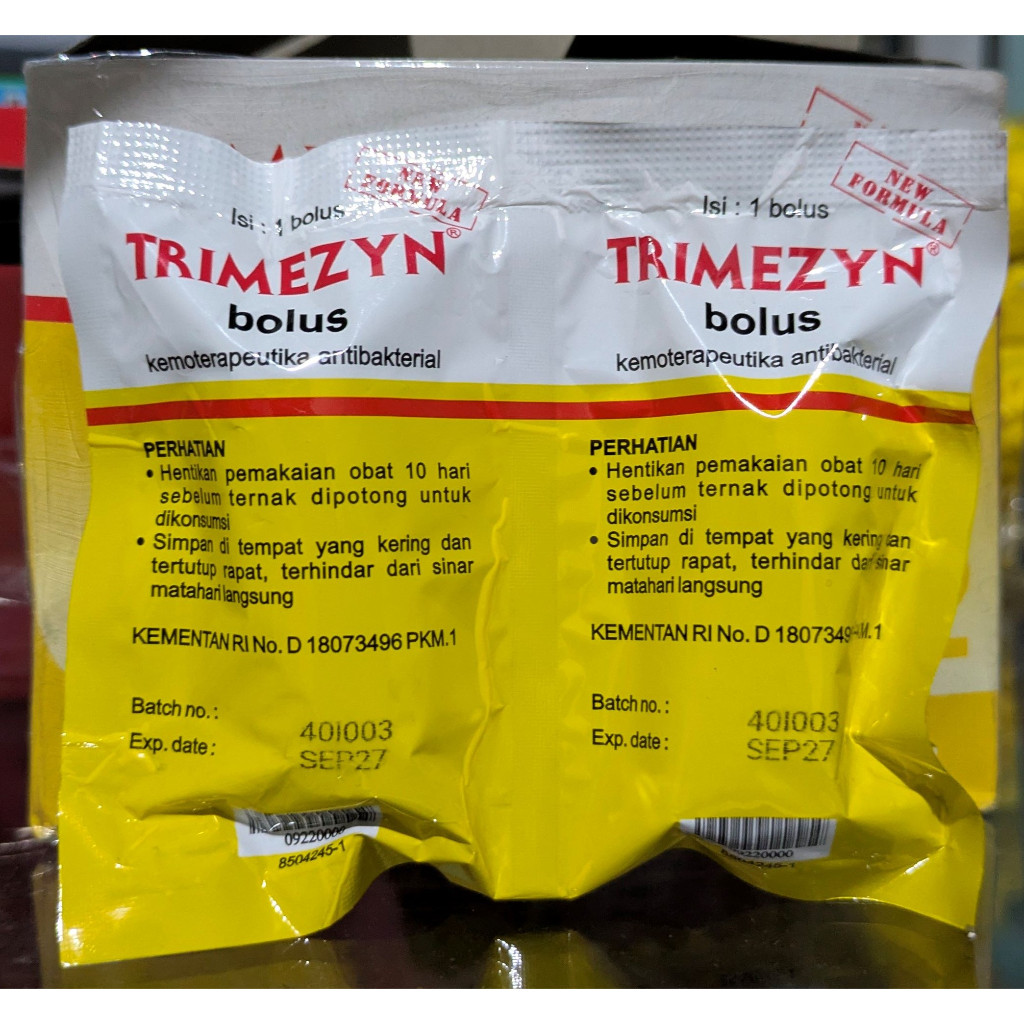 NEW
FORMULA
Isi : 1 bolus
TRIMEZYN®
bolus
kemoterapeutika antibakterial
PERHATIAN
• Hentikan pemakaian obat 10 hari
sebelum ternak dipotong untuk
dikonsumsi
• Simpan di tempat yang kering dan
tertutup rapat, terhindar dari sinar
matahari langsung
KEMENTAN RI No. D 18073496 PKM.1
Batch no. : 40I003
Exp. date : SEP27
09220000
8504245-1
NEW
FORMULA
Isi : 1 bolus
TRIMEZYN®
bolus
kemoterapeutika antibakterial
PERHATIAN
• Hentikan pemakaian obat 10 hari
sebelum ternak dipotong untuk
dikonsumsi
• Simpan di tempat yang kering dan
tertutup rapat, terhindar dari sinar
matahari langsung
KEMENTAN RI No. D
Batch no. : 40I003
Exp. date : SEP27